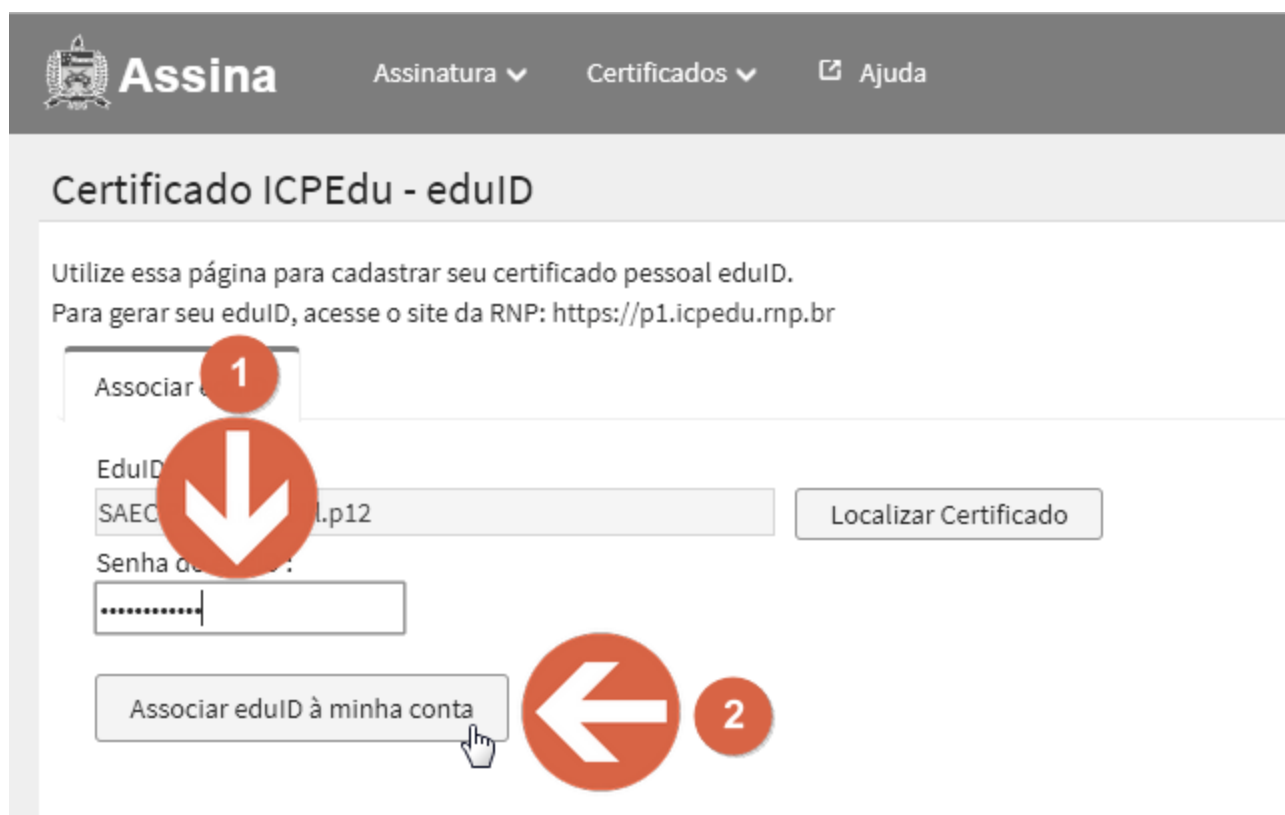 Assina
Assinatura
Certificados
Ajuda
Certificado ICPEdu - eduID
Utilize essa página para cadastrar seu certificado pessoal eduID.
Para gerar seu eduID, acesse o site da RNP: https://p1.icpedu.rnp.br
1
Associar
EduID
SAEC l.p12
Localizar Certificado
Senha :
••••••••••••
Associar eduID à minha conta
2